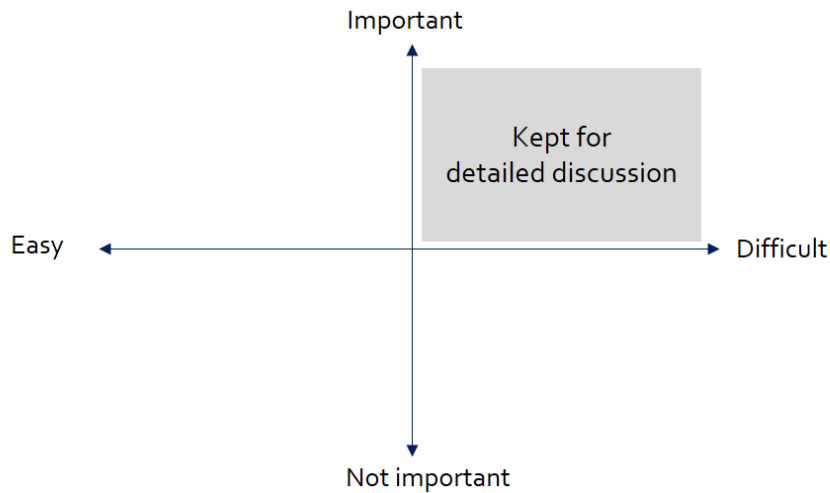 Important
Kept for
detailed discussion
Easy
Difficult
Not important